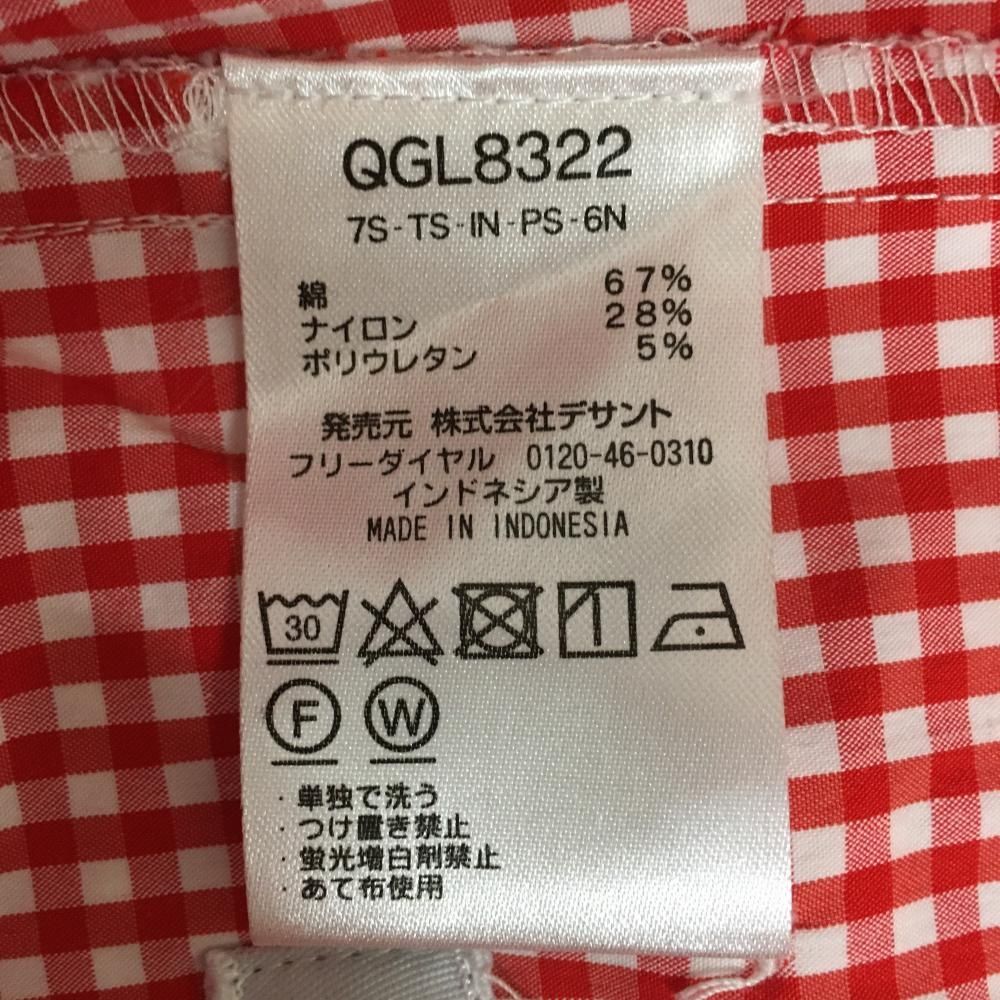 QGL8322
7S-TS-IN-PS-6N
綿 67%
ナイロン 28%
ポリウレタン 5%
発売元 株式会社デサント
フリーダイヤル 0120-46-0310
インドネシア製
MADE IN INDONESIA
30
F W
・単独で洗う
・つけ置き禁止
・蛍光増白剤禁止
・あて布使用